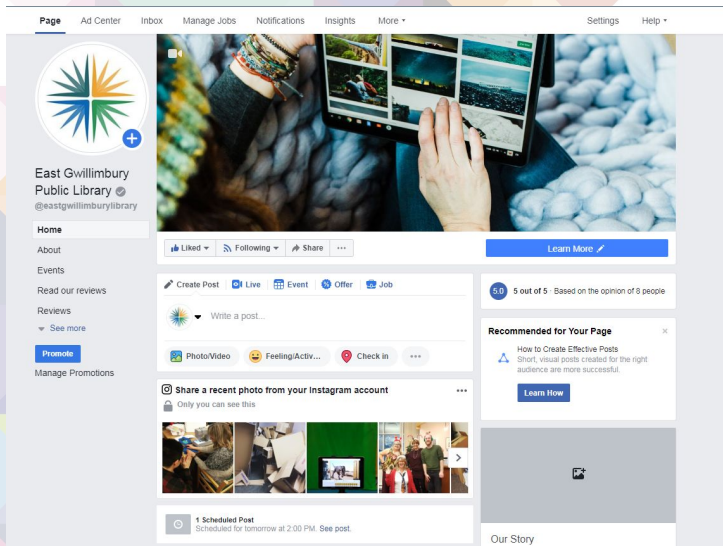 Page Ad Center Inbox Manage Jobs Notifications Insights More Settings Help
East Gwillimbury
Public Library
@eastgwillimburylibrary
Home
About
Events
Read our reviews
Reviews
See more
Promote
Manage Promotions
Liked Following Share ...
Learn More
Create Post Live Event Offer Job
Write a post...
Photo/Video Feeling/Activ... Check in ...
Share a recent photo from your Instagram account ...
Only you can see this
1 Scheduled Post
Scheduled for tomorrow at 2:00 PM. See post.
5.0 5 out of 5 · Based on the opinion of 8 people
Recommended for Your Page
How to Create Effective Posts
Short, visual posts created for the right
audience are more successful.
Learn How
Our Story